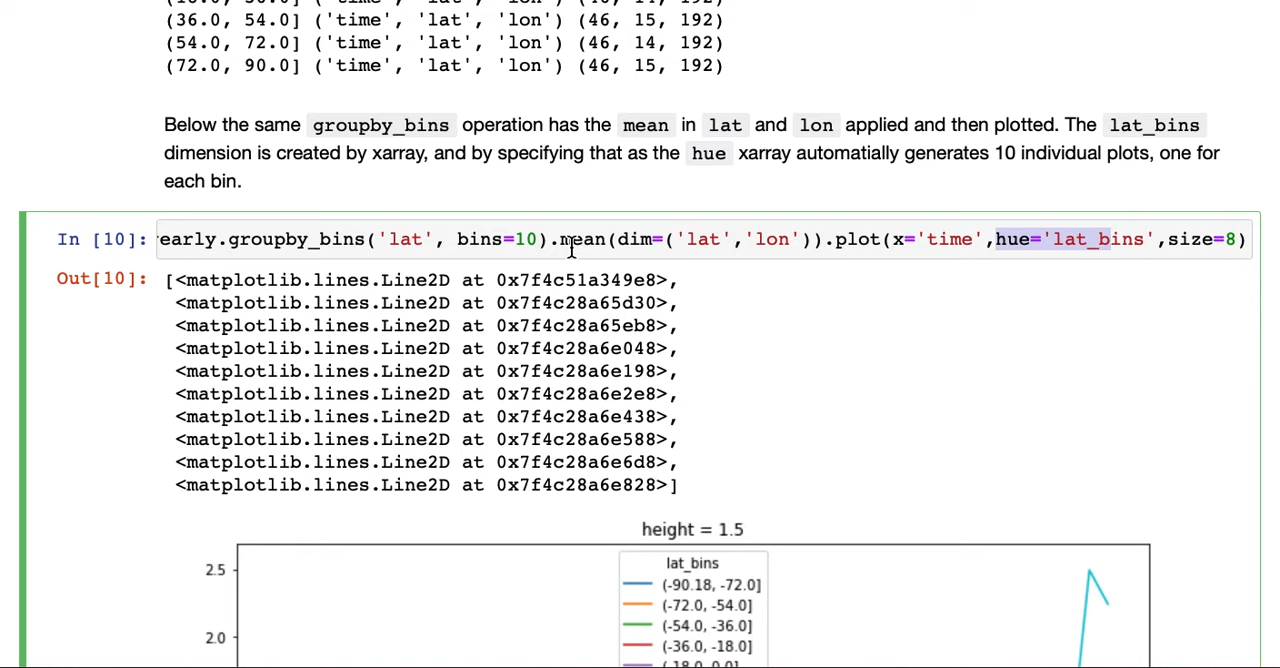 (36.0, 54.0] ('time', 'lat', 'lon') (46, 15, 192)
(54.0, 72.0] ('time', 'lat', 'lon') (46, 14, 192)
(72.0, 90.0] ('time', 'lat', 'lon') (46, 15, 192)
Below the same groupby_bins operation has the mean in lat and lon applied and then plotted. The lat_bins
dimension is created by xarray, and by specifying that as the hue xarray automatially generates 10 individual plots, one for
each bin.
In [10]: early.groupby_bins('lat', bins=10).mean(dim=('lat','lon')).plot(x='time',hue='lat_bins',size=8)
Out[10]: [<matplotlib.lines.Line2D at 0x7f4c51a349e8>,
<matplotlib.lines.Line2D at 0x7f4c28a65d30>,
<matplotlib.lines.Line2D at 0x7f4c28a65eb8>,
<matplotlib.lines.Line2D at 0x7f4c28a6e048>,
<matplotlib.lines.Line2D at 0x7f4c28a6e198>,
<matplotlib.lines.Line2D at 0x7f4c28a6e2e8>,
<matplotlib.lines.Line2D at 0x7f4c28a6e438>,
<matplotlib.lines.Line2D at 0x7f4c28a6e588>,
<matplotlib.lines.Line2D at 0x7f4c28a6e6d8>,
<matplotlib.lines.Line2D at 0x7f4c28a6e828>]
height = 1.5
lat_bins
2.5
(-90.18, -72.0]
(-72.0, -54.0]
(-54.0, -36.0]
2.0
(-36.0, -18.0]
(-18.0, 0.0]